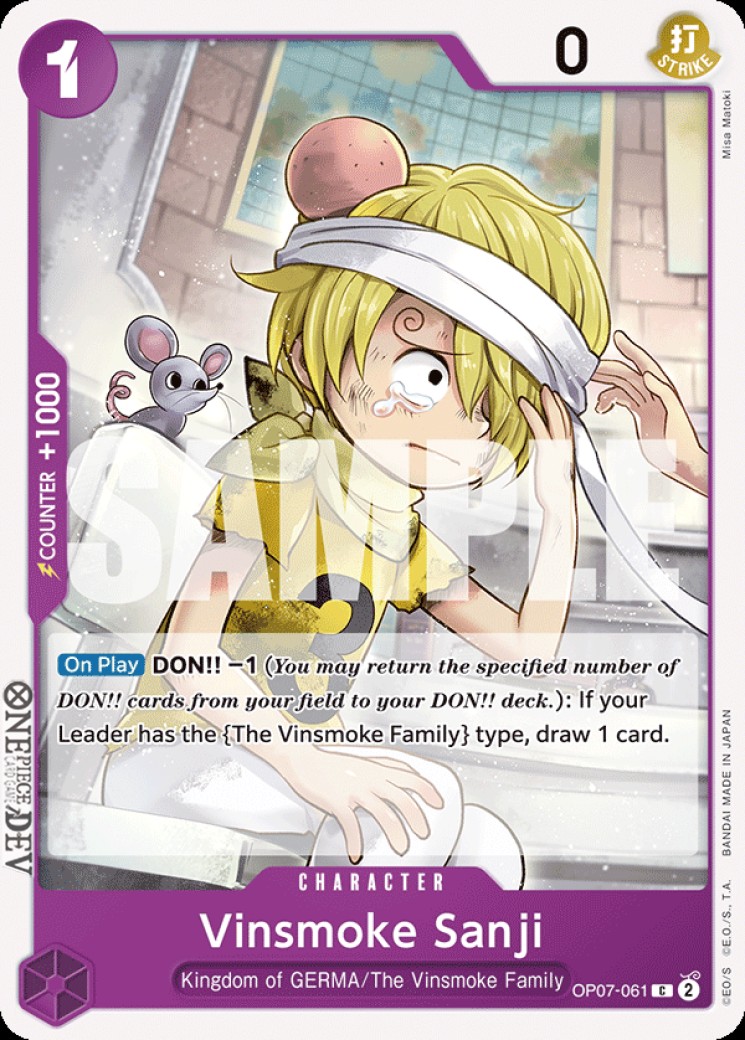 1
0
打
STRIKE
Misa Matoki
COUNTER +1000
SAMPLE
3
On Play DON!! −1 (You may return the specified number of
DON!! cards from your field to your DON!! deck.): If your
Leader has the {The Vinsmoke Family} type, draw 1 card.
ONE PIECE
CARD GAME
/DEV
BANDAI MADE IN JAPAN
©EO/S ©E.O./S., T.A.
CHARACTER
Vinsmoke Sanji
Kingdom of GERMA/The Vinsmoke Family
OP07-061 C 2